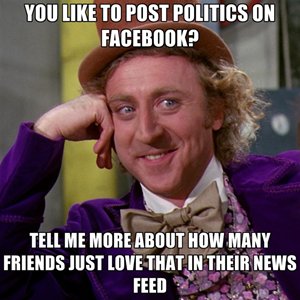 YOU LIKE TO POST POLITICS ON
FACEBOOK?
TELL ME MORE ABOUT HOW MANY
FRIENDS JUST LOVE THAT IN THEIR NEWS
FEED